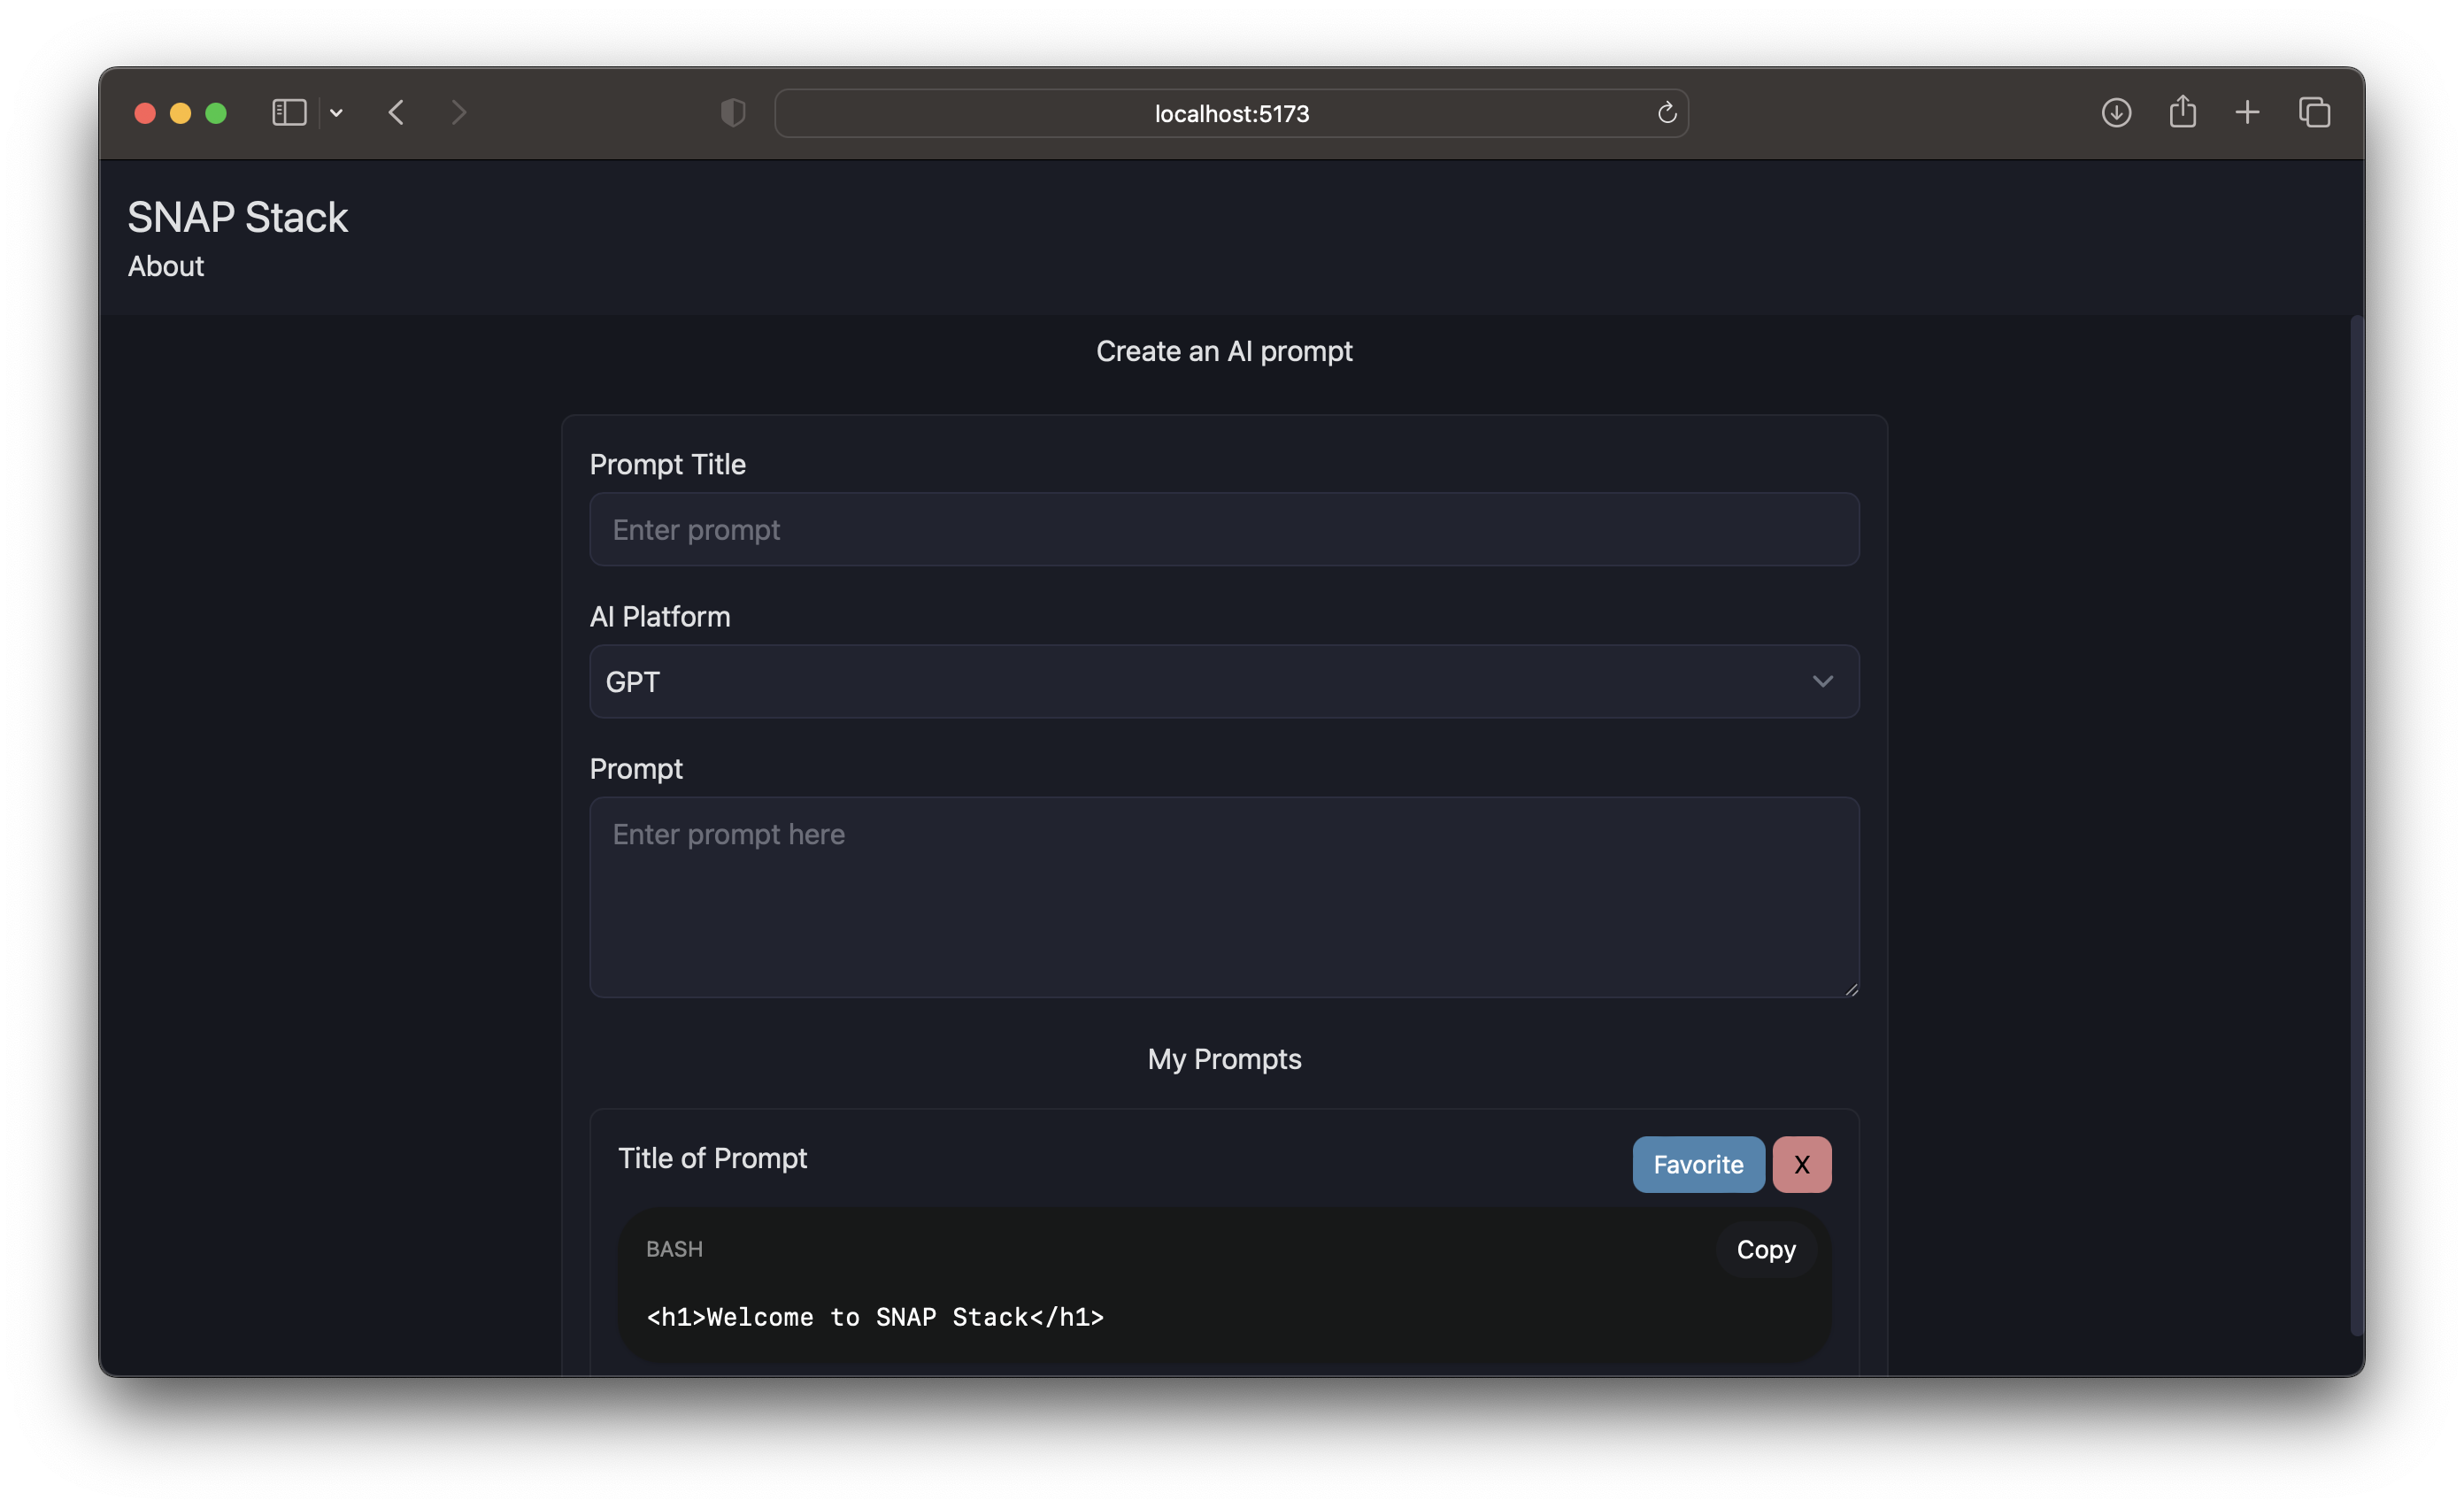 localhost:5173
SNAP Stack
About
Create an AI prompt
Prompt Title
Enter prompt
AI Platform
GPT
Prompt
Enter prompt here
My Prompts
Title of Prompt
Favorite X
BASH
Copy
<h1>Welcome to SNAP Stack</h1>